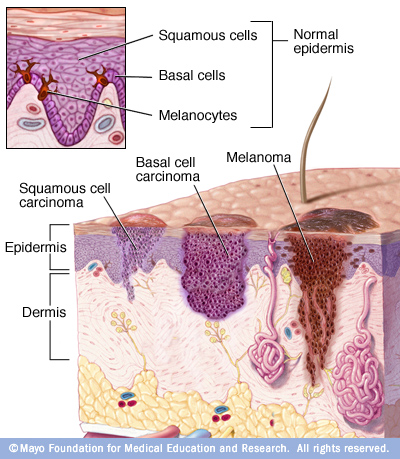 Squamous cells
Normal
epidermis
Basal cells
Melanocytes
Melanoma
Basal cell
carcinoma
Squamous cell
carcinoma
Epidermis
Dermis
© Mayo Foundation for Medical Education and Research. All rights reserved.